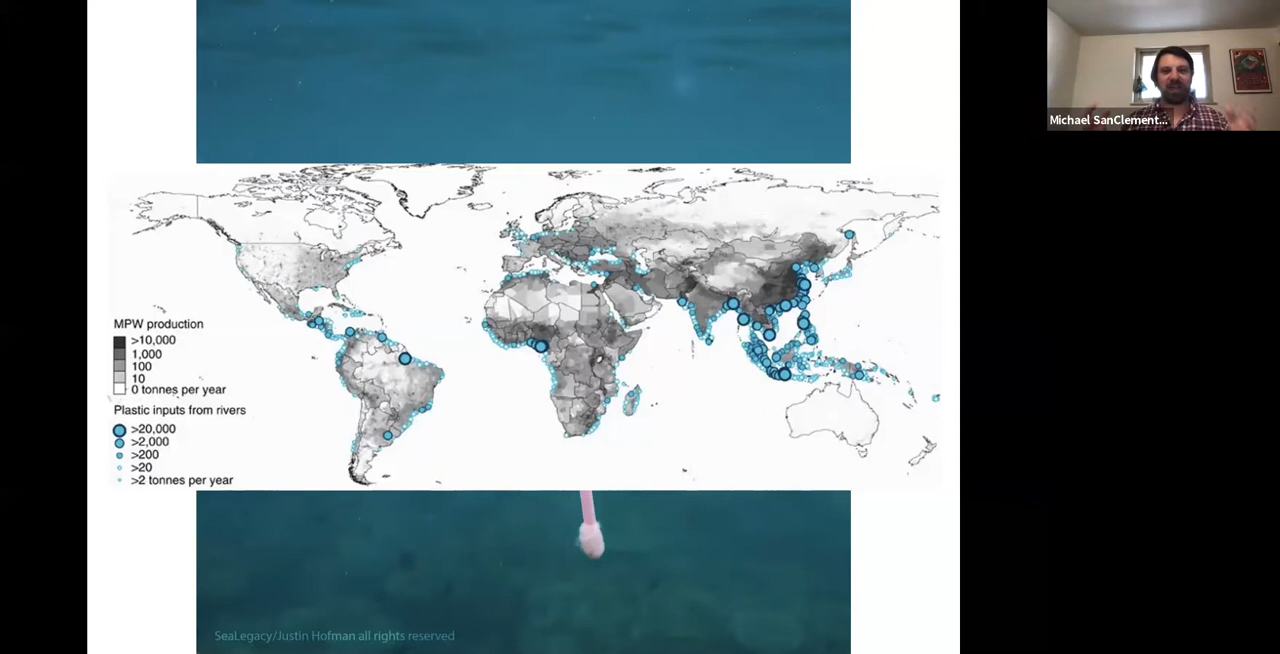 Michael SanClement...
MPW production
>10,000
1,000
100
10
0 tonnes per year
Plastic inputs from rivers
>20,000
>2,000
>200
>20
>2 tonnes per year
SeaLegacy/Justin Hofman all rights reserved